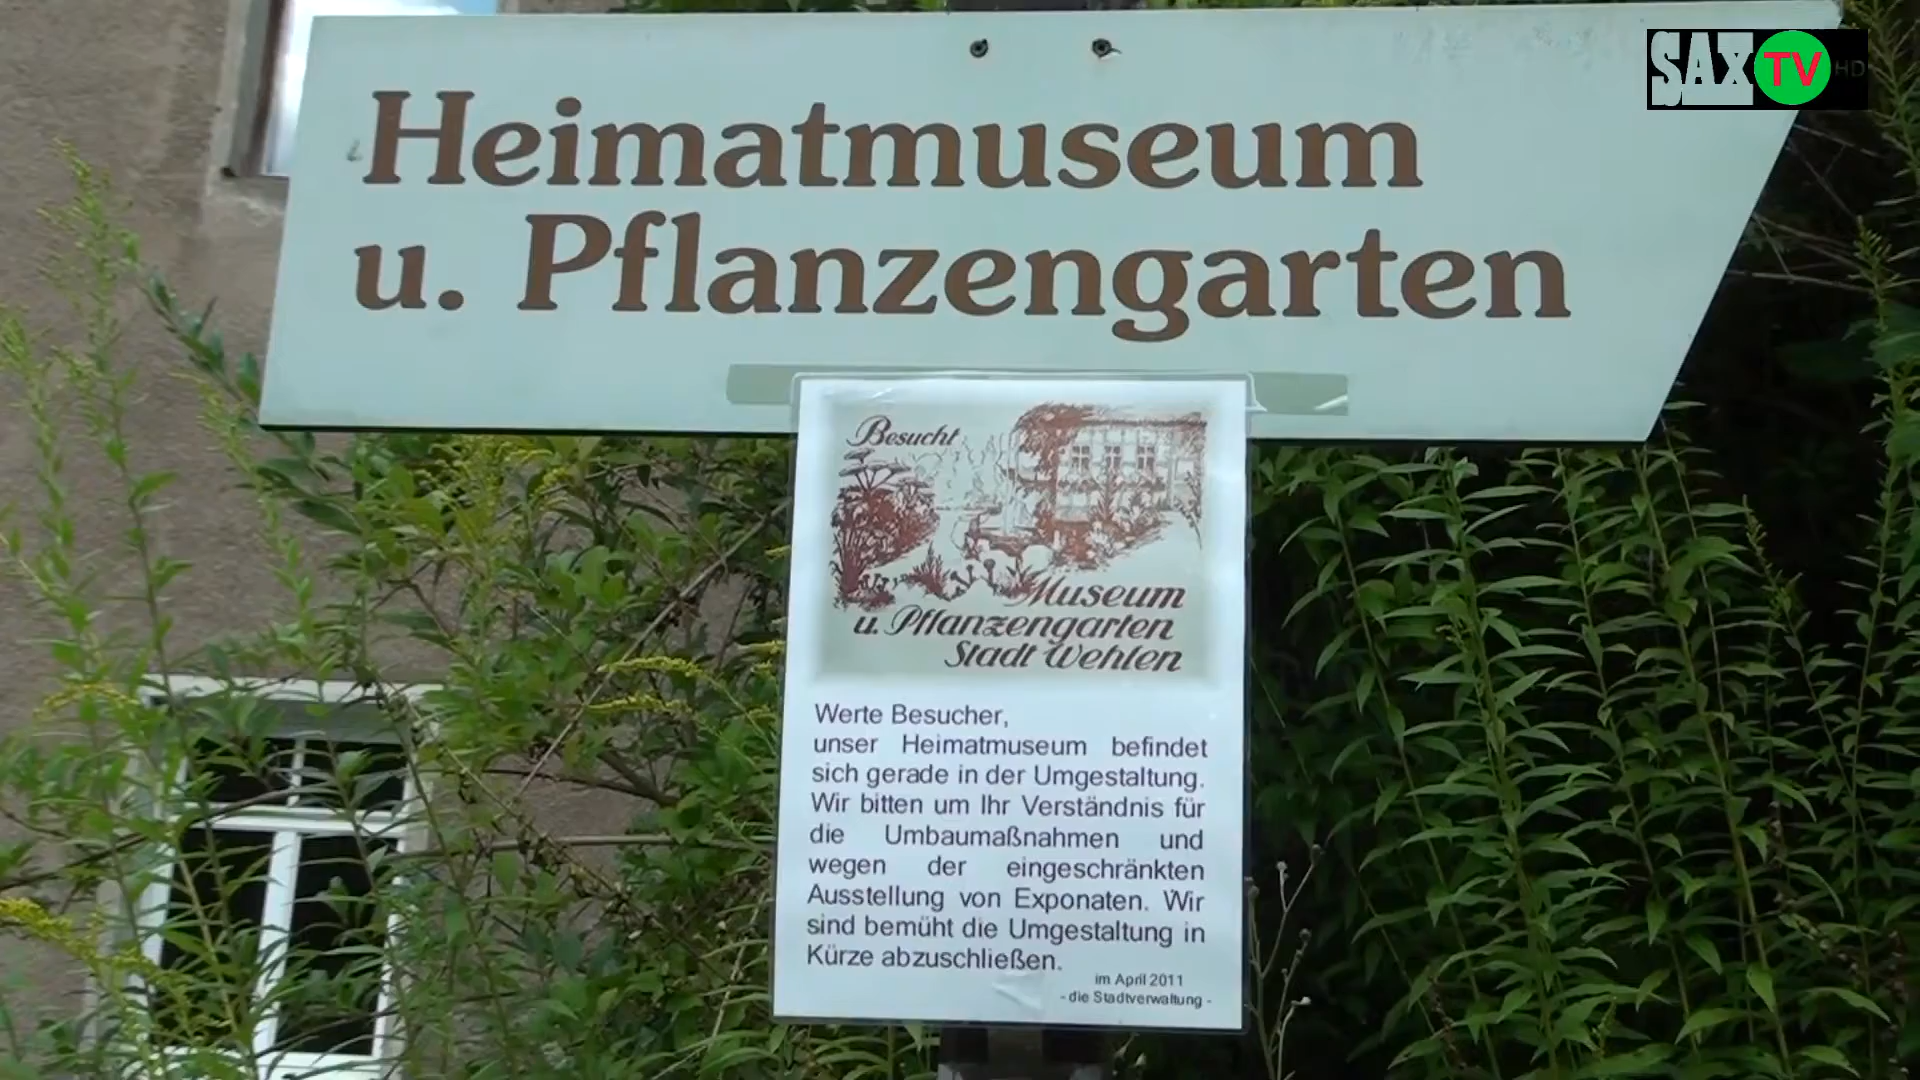 SAX TV HD
Heimatmuseum
u. Pflanzengarten
Besucht
Museum
u. Pflanzengarten
Stadt Wehlen
Werte Besucher,
unser Heimatmuseum befindet
sich gerade in der Umgestaltung.
Wir bitten um Ihr Verständnis für
die Umbaumaßnahmen und
wegen der eingeschränkten
Ausstellung von Exponaten. Wir
sind bemüht die Umgestaltung in
Kürze abzuschließen.
im April 2011
- die Stadtverwaltung -